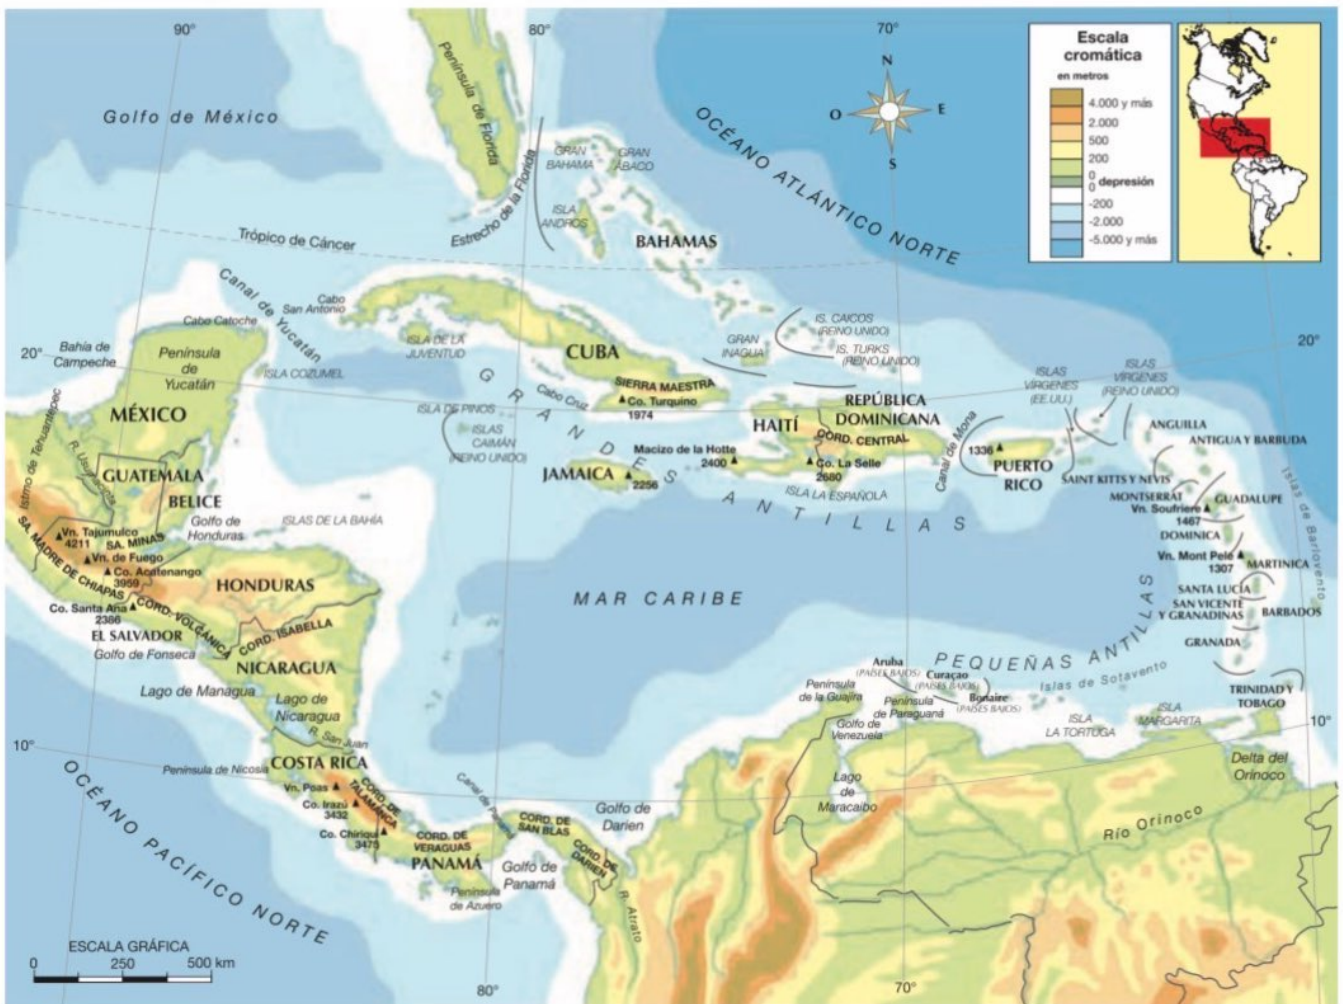 90°
80°
70°
N
O
E
S
Escala
cromática
en metros
4.000 y más
2.000
500
200
0
0 depresión
-200
-2.000
-5.000 y más
Golfo de México
Península de Florida
Estrecho de la Florida
GRAN
BAHAMA
GRAN
ÁBACO
ISLA
ANDROS
BAHAMAS
OCÉANO ATLÁNTICO NORTE
Trópico de Cáncer
Canal de Yucatán
Cabo
San Antonio
Cabo Catoche
ISLA DE LA
JUVENTUD
CUBA
GRAN
INAGUA
IS. CAICOS
(REINO UNIDO)
IS. TURKS
(REINO UNIDO)
20°
20°
Bahía de
Campeche
Península
de
Yucatán
ISLA COZUMEL
SIERRA MAESTRA
Co. Turquino
1974
Cabo Cruz
ISLA DE PINOS
ISLAS
CAIMÁN
(REINO UNIDO)
GRANDES ANTILLAS
HAITÍ
REPÚBLICA
DOMINICANA
CORD. CENTRAL
Macizo de la Hotte
2400
Co. La Selle
2680
ISLA LA ESPAÑOLA
JAMAICA
2256
Canal de Mona
1336
PUERTO
RICO
ISLAS
VÍRGENES
(EE.UU.)
ISLAS
VÍRGENES
(REINO UNIDO)
ANGUILLA
ANTIGUA Y BARBUDA
SAINT KITTS Y NEVIS
MONTSERRAT
GUADALUPE
Vn. Soufriere
1467
DOMINICA
Vn. Mont Pelé
1307
MARTINICA
SANTA LUCÍA
SAN VICENTE
Y GRANADINAS
BARBADOS
GRANADA
Islas de Barlovento
TRINIDAD Y
TOBAGO
MÉXICO
Istmo de Tehuantepec
R. Usumacinta
GUATEMALA
BELICE
Golfo de
Honduras
ISLAS DE LA BAHÍA
Vn. Tajumulco
4211
SA. MINAS
Vn. de Fuego
Co. Acatenango
3959
SA. MADRE DE CHIAPAS
Co. Santa Ana
2386
CORD. VOLCÁNICA
HONDURAS
CORD. ISABELLA
EL SALVADOR
Golfo de Fonseca
NICARAGUA
Lago de Managua
Lago de
Nicaragua
R. San Juan
MAR CARIBE
PEQUEÑAS ANTILLAS
Islas de Sotavento
Aruba
(PAÍSES BAJOS)
Curaçao
(PAÍSES BAJOS)
Bonaire
(PAÍSES BAJOS)
Península
de la Guajira
Península
de Paraguaná
Golfo de
Venezuela
ISLA
LA TORTUGA
ISLA
MARGARITA
10°
10°
Lago
de
Maracaibo
Delta del
Orinoco
Río Orinoco
COSTA RICA
Península de Nicosia
Vn. Poas
Co. Irazú
3432
CORD. DE
TALAMANCA
Co. Chiriquí
3475
Canal de Panamá
CORD. DE
VERAGUAS
PANAMÁ
CORD. DE
SAN BLAS
CORD. DE
DARIEN
Golfo de
Darien
Golfo de
Panamá
Península
de Azuero
R. Atrato
OCÉANO PACÍFICO NORTE
ESCALA GRÁFICA
0 250 500 km
80°
70°